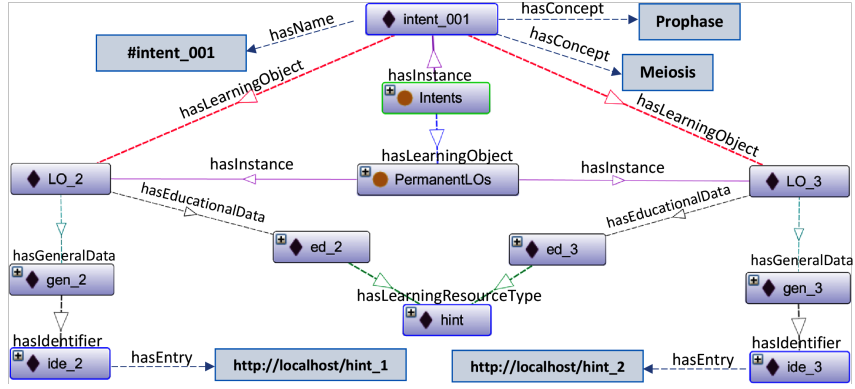 intent_001
hasConcept
Prophase
hasName
#intent_001
hasConcept
Meiosis
hasLearningObject
hasInstance
Intents
hasLearningObject
hasLearningObject
LO_2
hasInstance
PermanentLOs
hasInstance
LO_3
hasEducationalData
hasEducationalData
ed_2
ed_3
hasGeneralData
gen_2
hasGeneralData
gen_3
hasLearningResourceType
hint
hasIdentifier
ide_2
hasEntry
http://localhost/hint_1
http://localhost/hint_2
hasEntry
hasIdentifier
ide_3